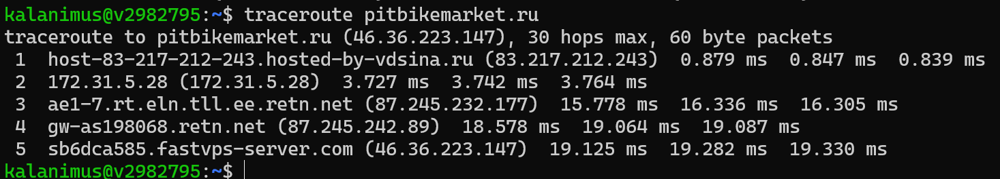 kalanimus@v2982795:~$ traceroute pitbikemarket.ru
traceroute to pitbikemarket.ru (46.36.223.147), 30 hops max, 60 byte packets
 1  host-83-217-212-243.hosted-by-vdsina.ru (83.217.212.243)  0.879 ms  0.847 ms  0.839 ms
 2  172.31.5.28 (172.31.5.28)  3.727 ms  3.742 ms  3.764 ms
 3  ae1-7.rt.eln.tll.ee.retn.net (87.245.232.177)  15.778 ms  16.336 ms  16.305 ms
 4  gw-as198068.retn.net (87.245.242.89)  18.578 ms  19.064 ms  19.087 ms
 5  sb6dca585.fastvps-server.com (46.36.223.147)  19.125 ms  19.282 ms  19.330 ms
kalanimus@v2982795:~$